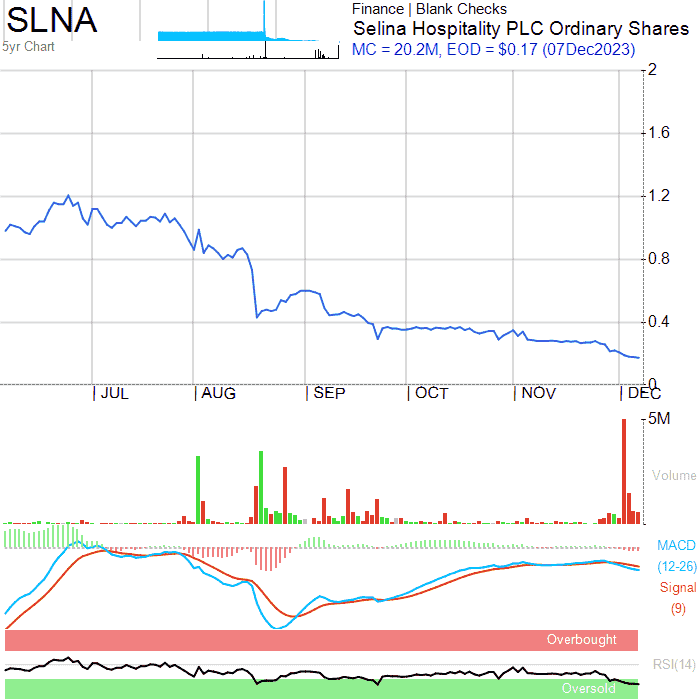 SLNA
5yr Chart
Finance | Blank Checks
Selina Hospitality PLC Ordinary Shares
MC = 20.2M, EOD = $0.17 (07Dec2023)
2
1.6
1.2
0.8
0.4
0
JUL
AUG
SEP
OCT
NOV
DEC
5M
Volume
MACD
(12-26)
Signal
(9)
Overbought
RSI(14)
Oversold